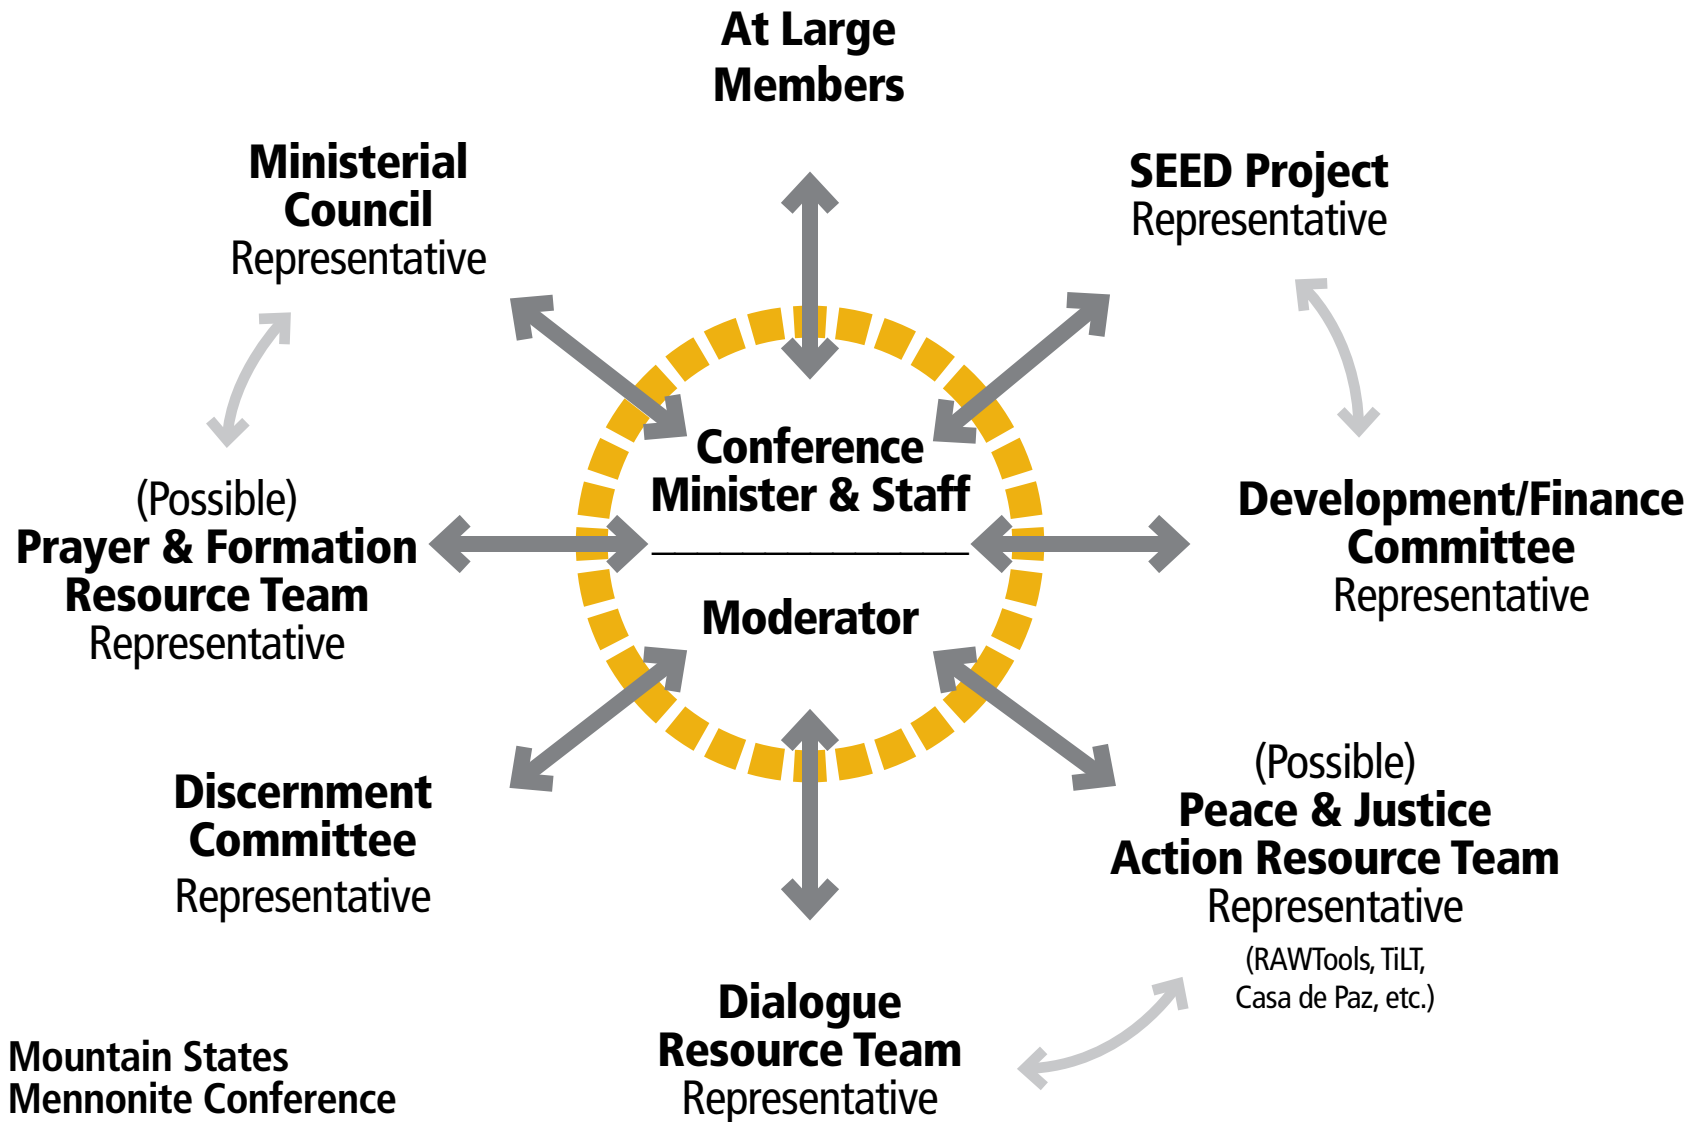 At Large
Members
Ministerial
Council
Representative
SEED Project
Representative
Conference
Minister & Staff
Moderator
(Possible)
Prayer & Formation
Resource Team
Representative
Development/Finance
Committee
Representative
Discernment
Committee
Representative
(Possible)
Peace & Justice
Action Resource Team
Representative
(RAWTools, TiLT,
Casa de Paz, etc.)
Dialogue
Resource Team
Representative
Mountain States
Mennonite Conference